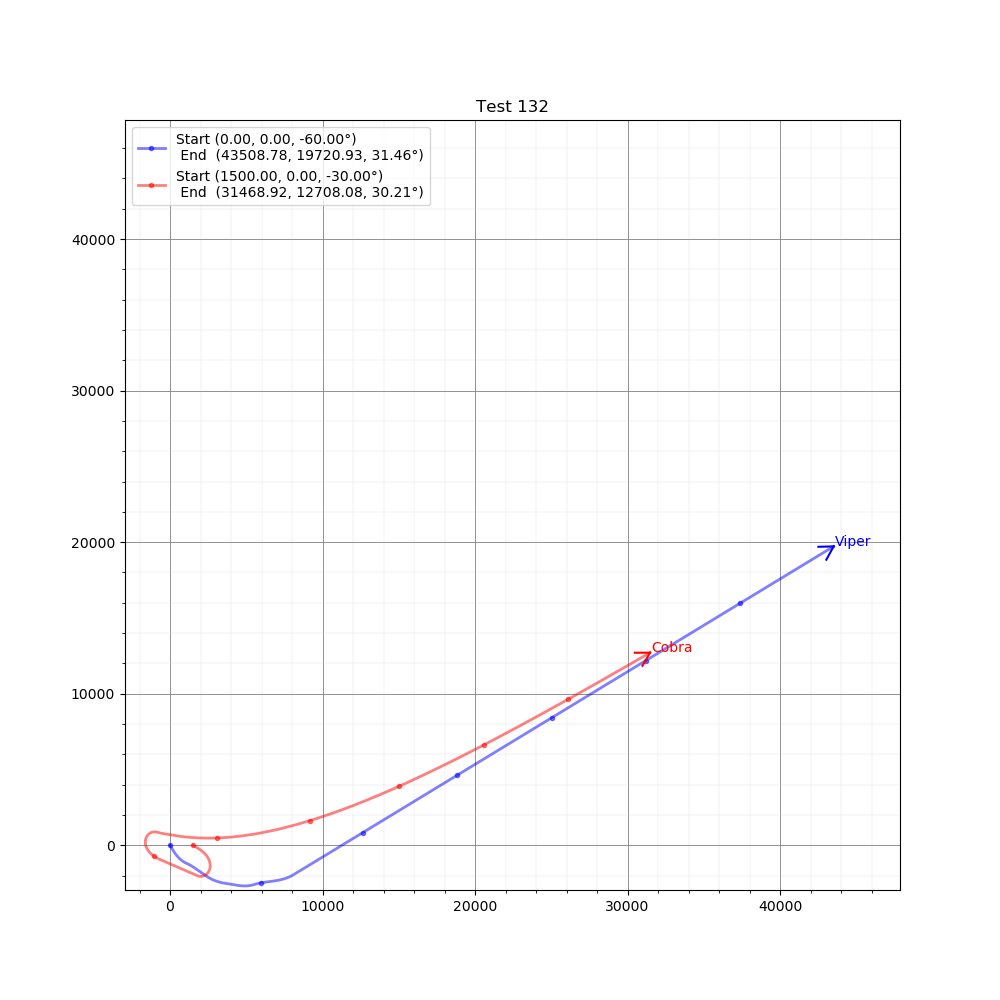 Test 132
Start (0.00, 0.00, -60.00°)
End  (43508.78, 19720.93, 31.46°)
Start (1500.00, 0.00, -30.00°)
End  (31468.92, 12708.08, 30.21°)
40000
30000
20000
10000
0
Viper
Cobra
0
10000
20000
30000
40000